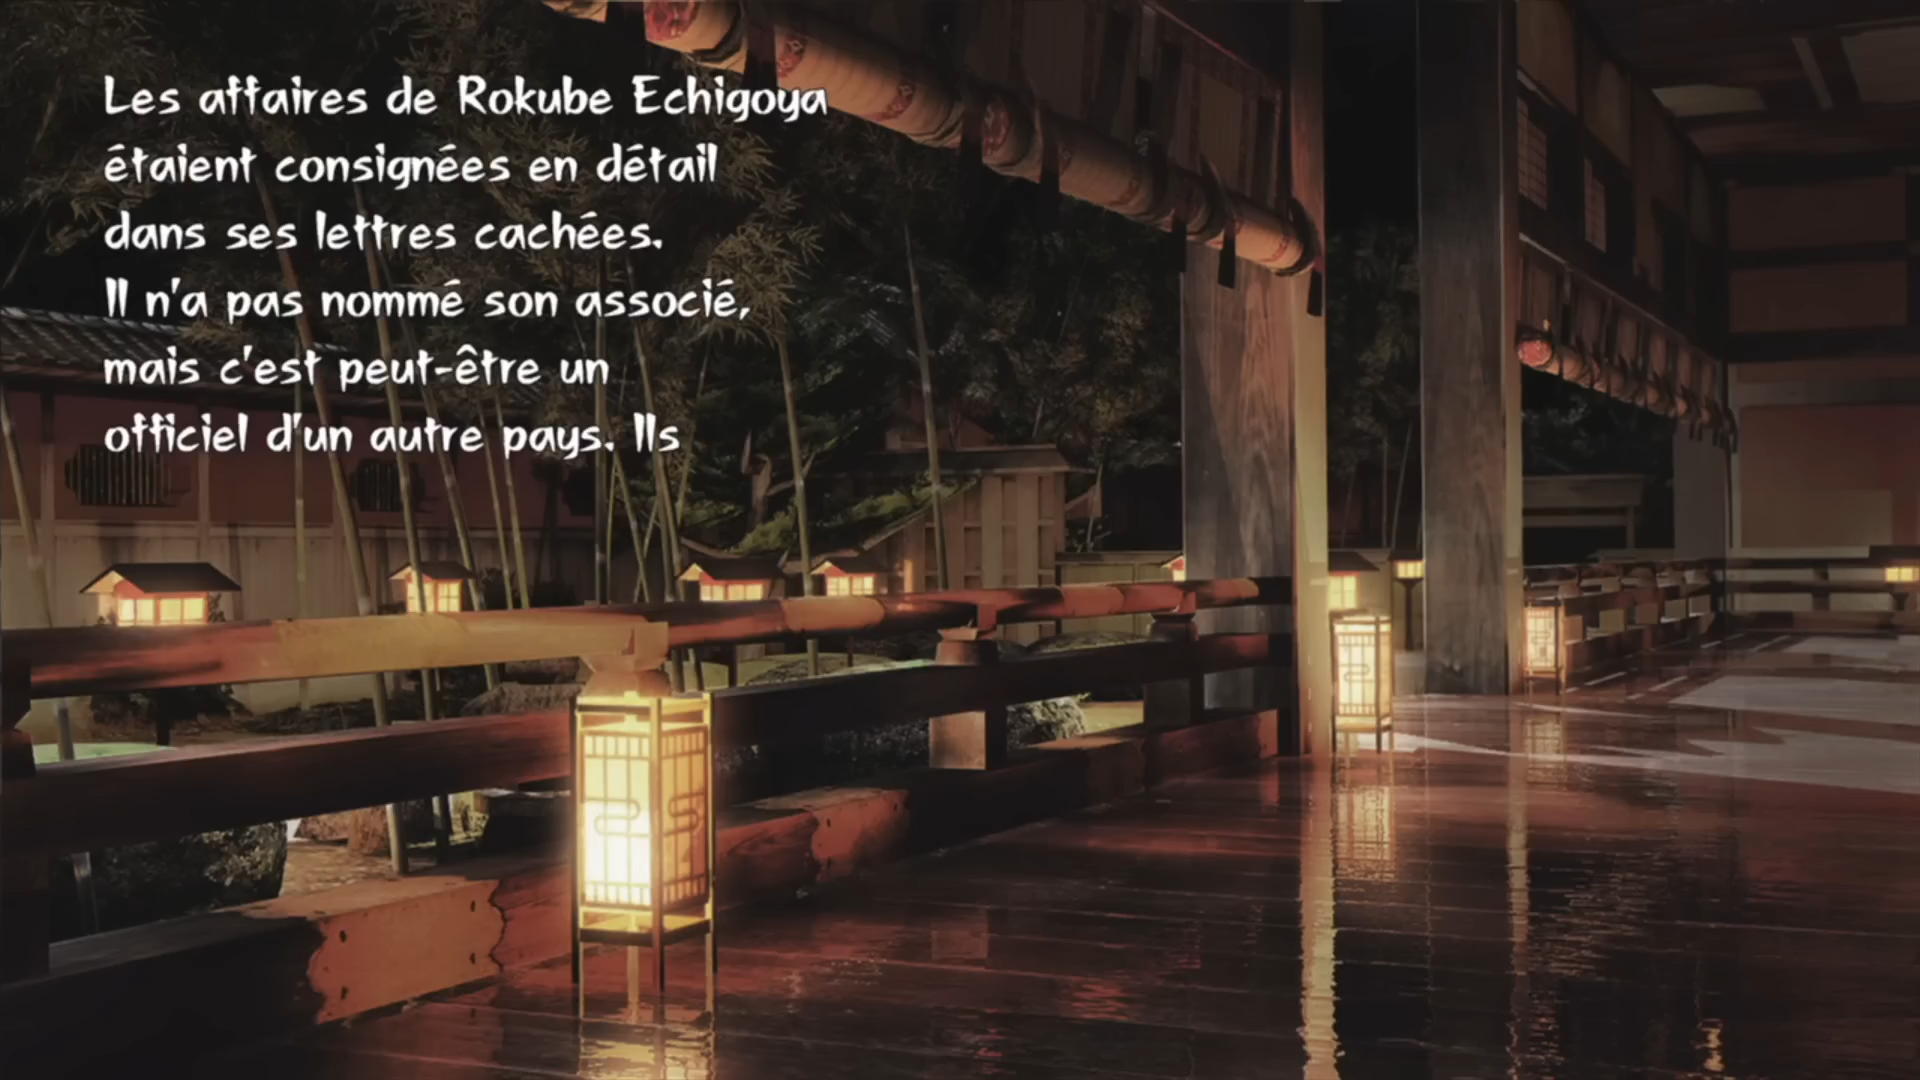 Les affaires de Rokube Echigoya
étaient consignées en détail
dans ses lettres cachées.
Il n'a pas nommé son associé,
mais c'est peut-être un
officiel d'un autre pays. Ils